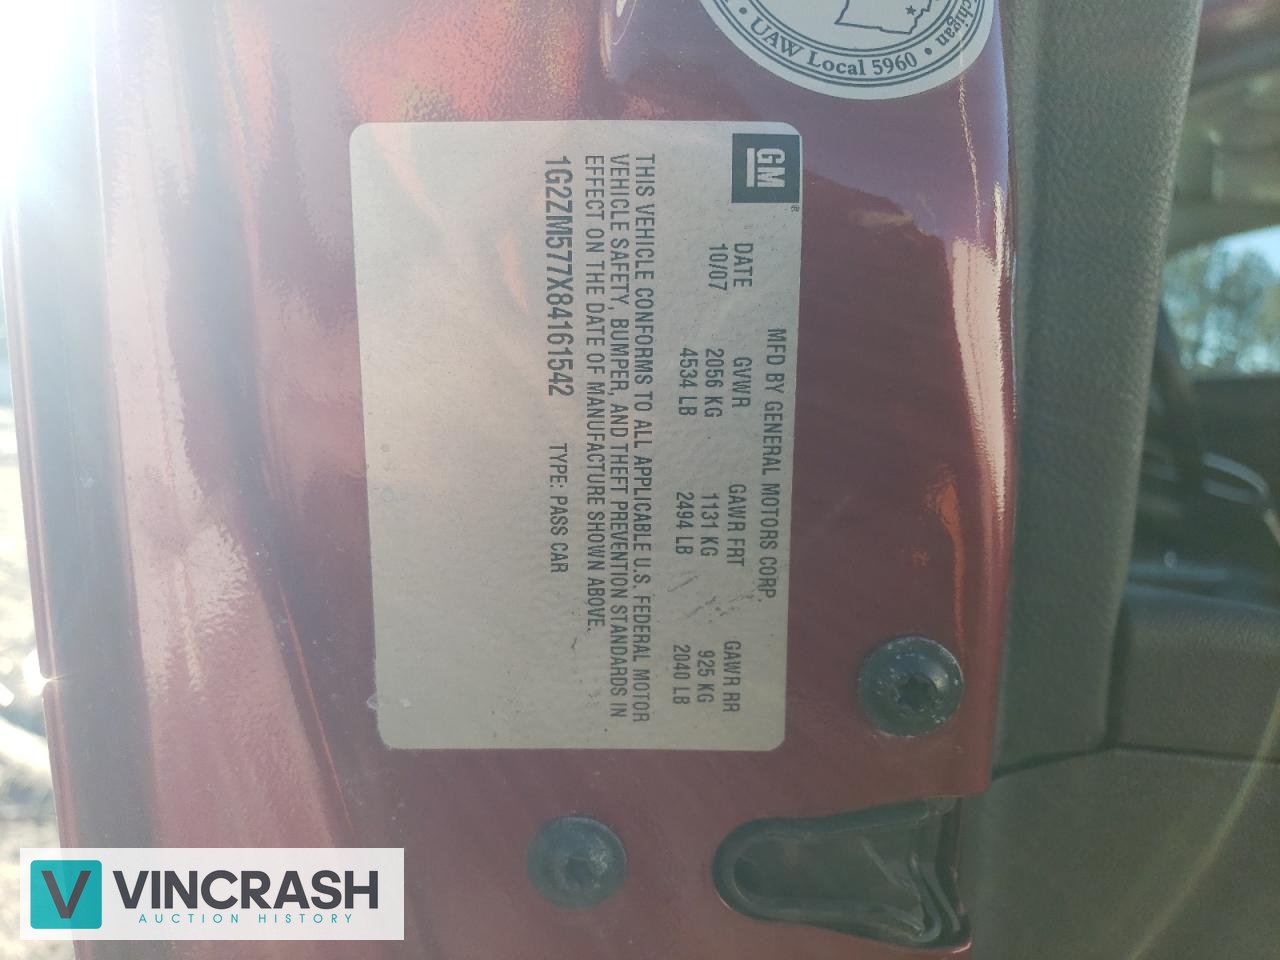 chigan
• UAW Local 5960 •
GM
®
MFD BY GENERAL MOTORS CORP.
DATE GVWR GAWR FRT GAWR RR
10/07 2056 KG 1131 KG 925 KG
4534 LB 2494 LB 2040 LB
THIS VEHICLE CONFORMS TO ALL APPLICABLE U.S. FEDERAL MOTOR
VEHICLE SAFETY, BUMPER, AND THEFT PREVENTION STANDARDS IN
EFFECT ON THE DATE OF MANUFACTURE SHOWN ABOVE.
1G2ZM577X84161542 TYPE: PASS CAR
V VINCRASH
AUCTION HISTORY